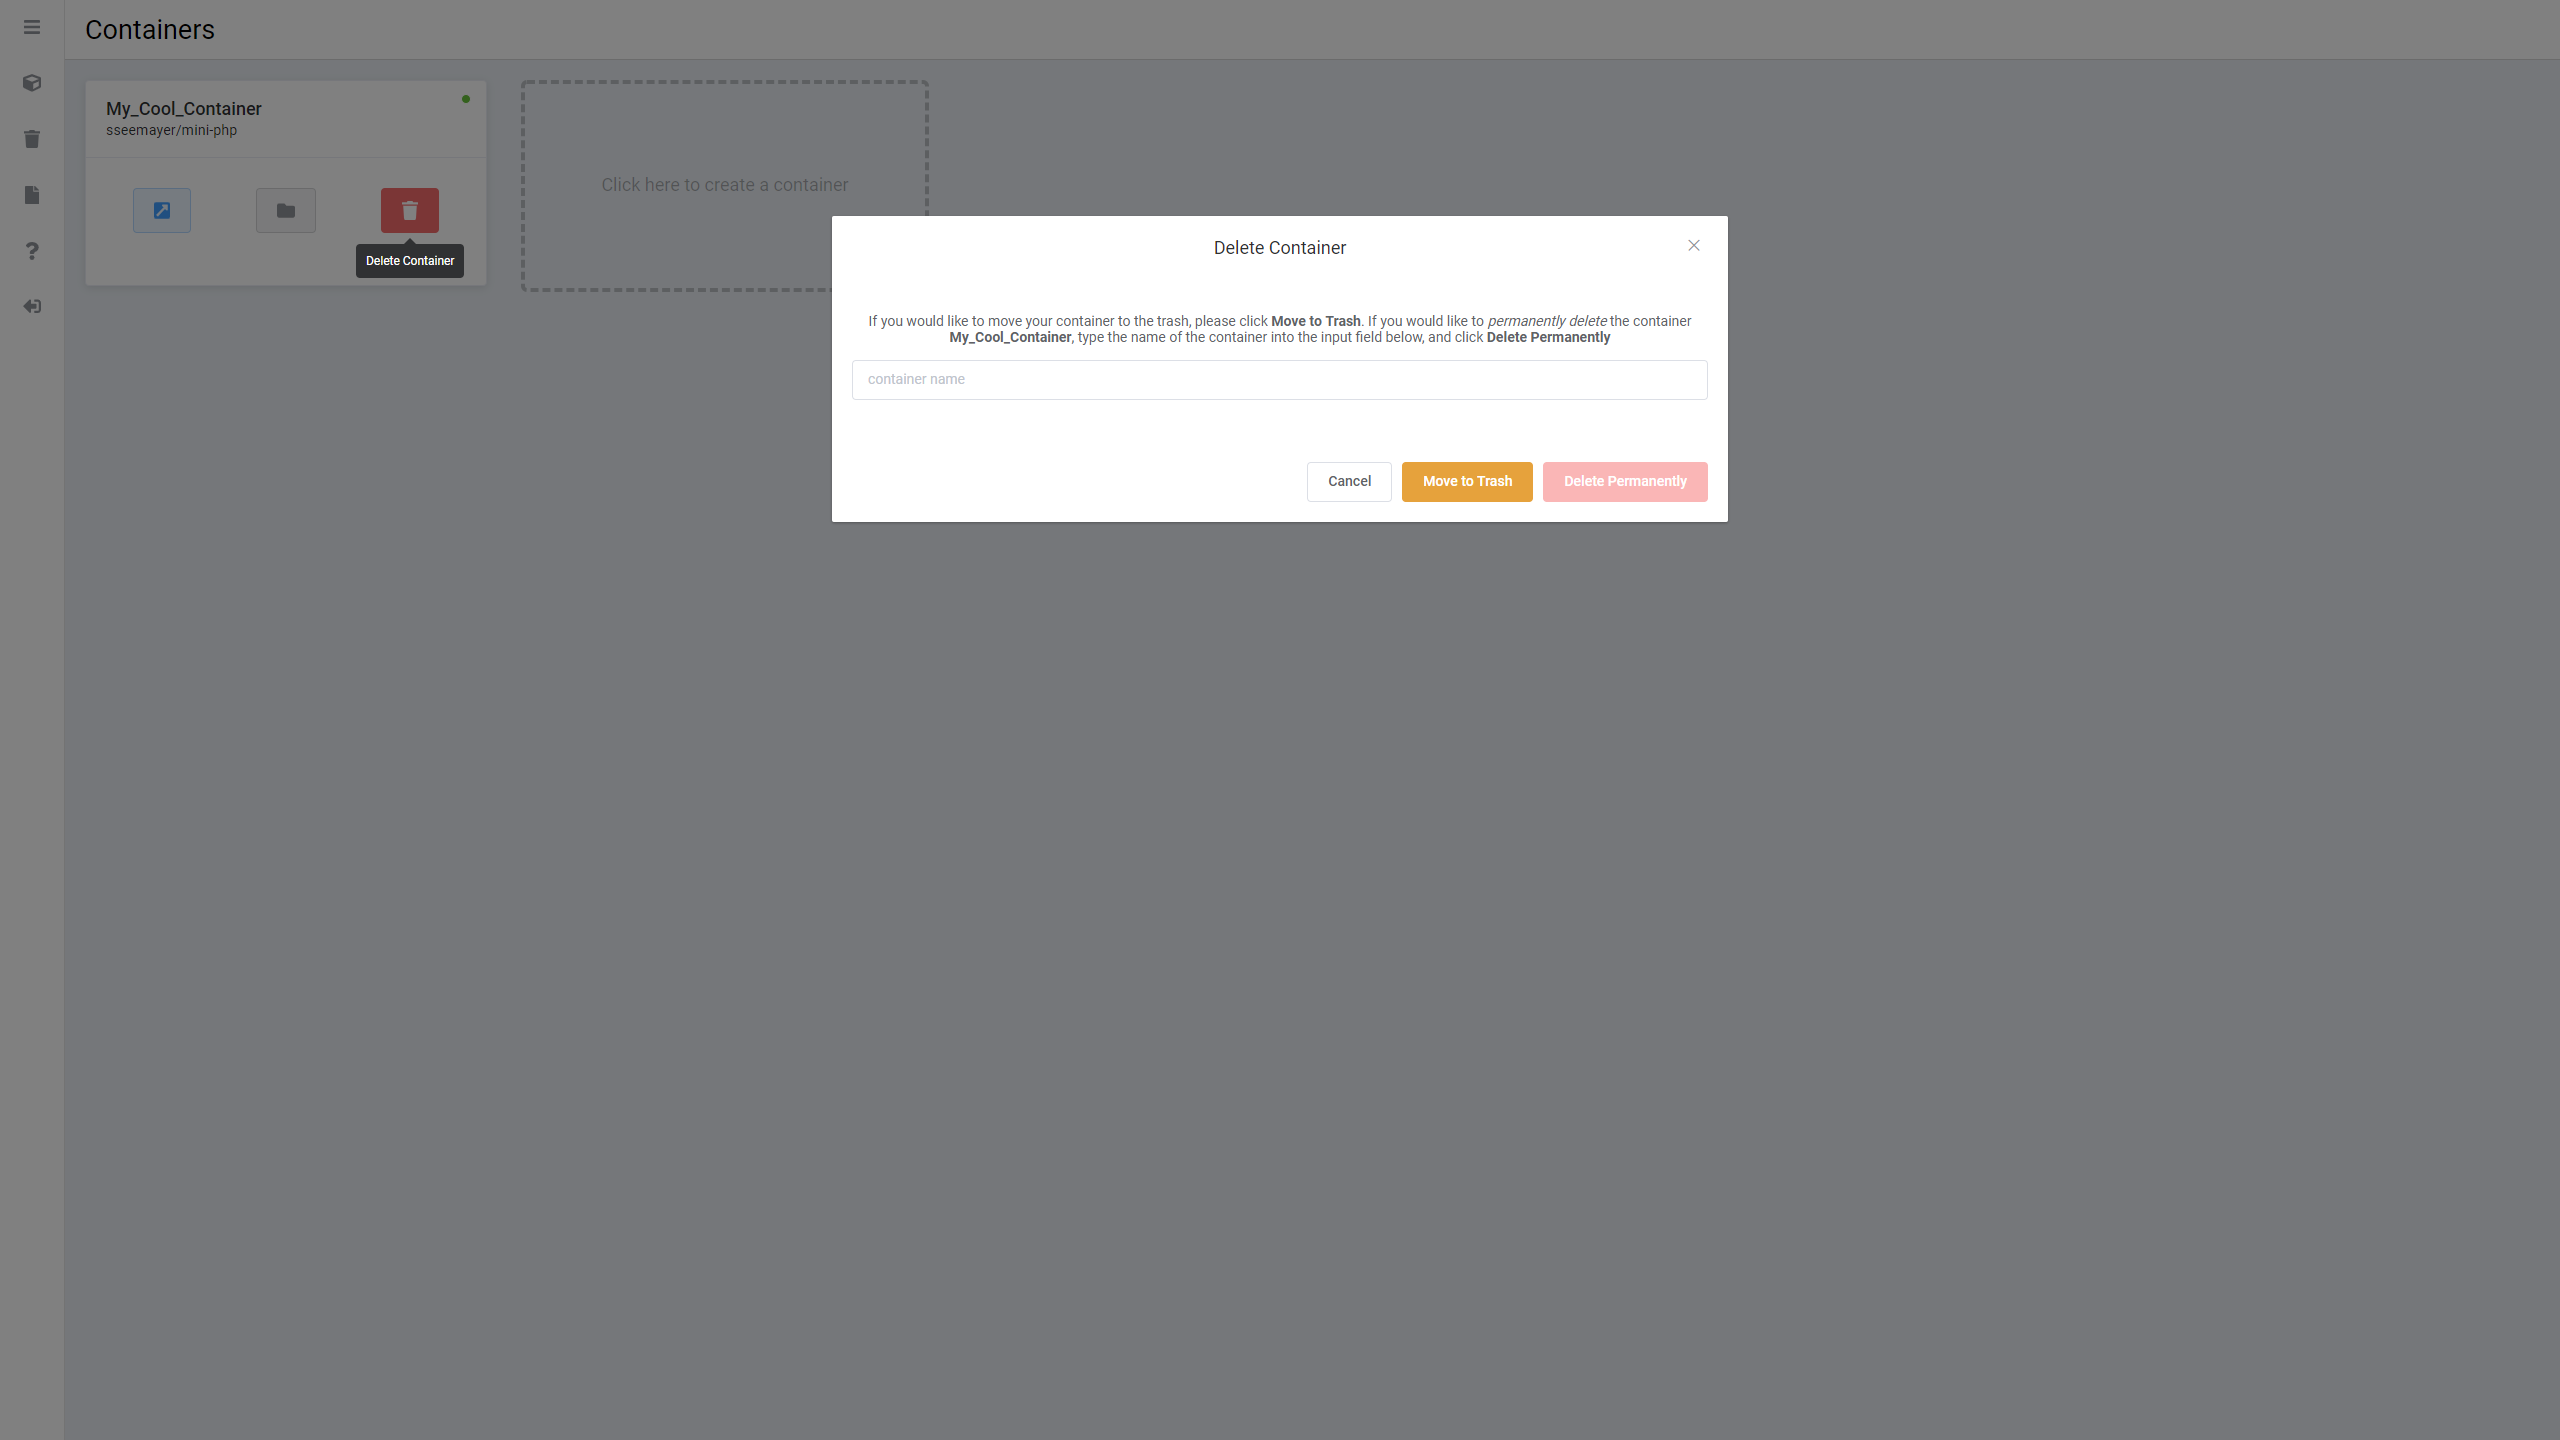 Containers
My_Cool_Container
sseemayer/mini-php
Delete Container
Click here to create a container
Delete Container
If you would like to move your container to the trash, please click Move to Trash. If you would like to permanently delete the container
My_Cool_Container, type the name of the container into the input field below, and click Delete Permanently
container name
Cancel
Move to Trash
Delete Permanently